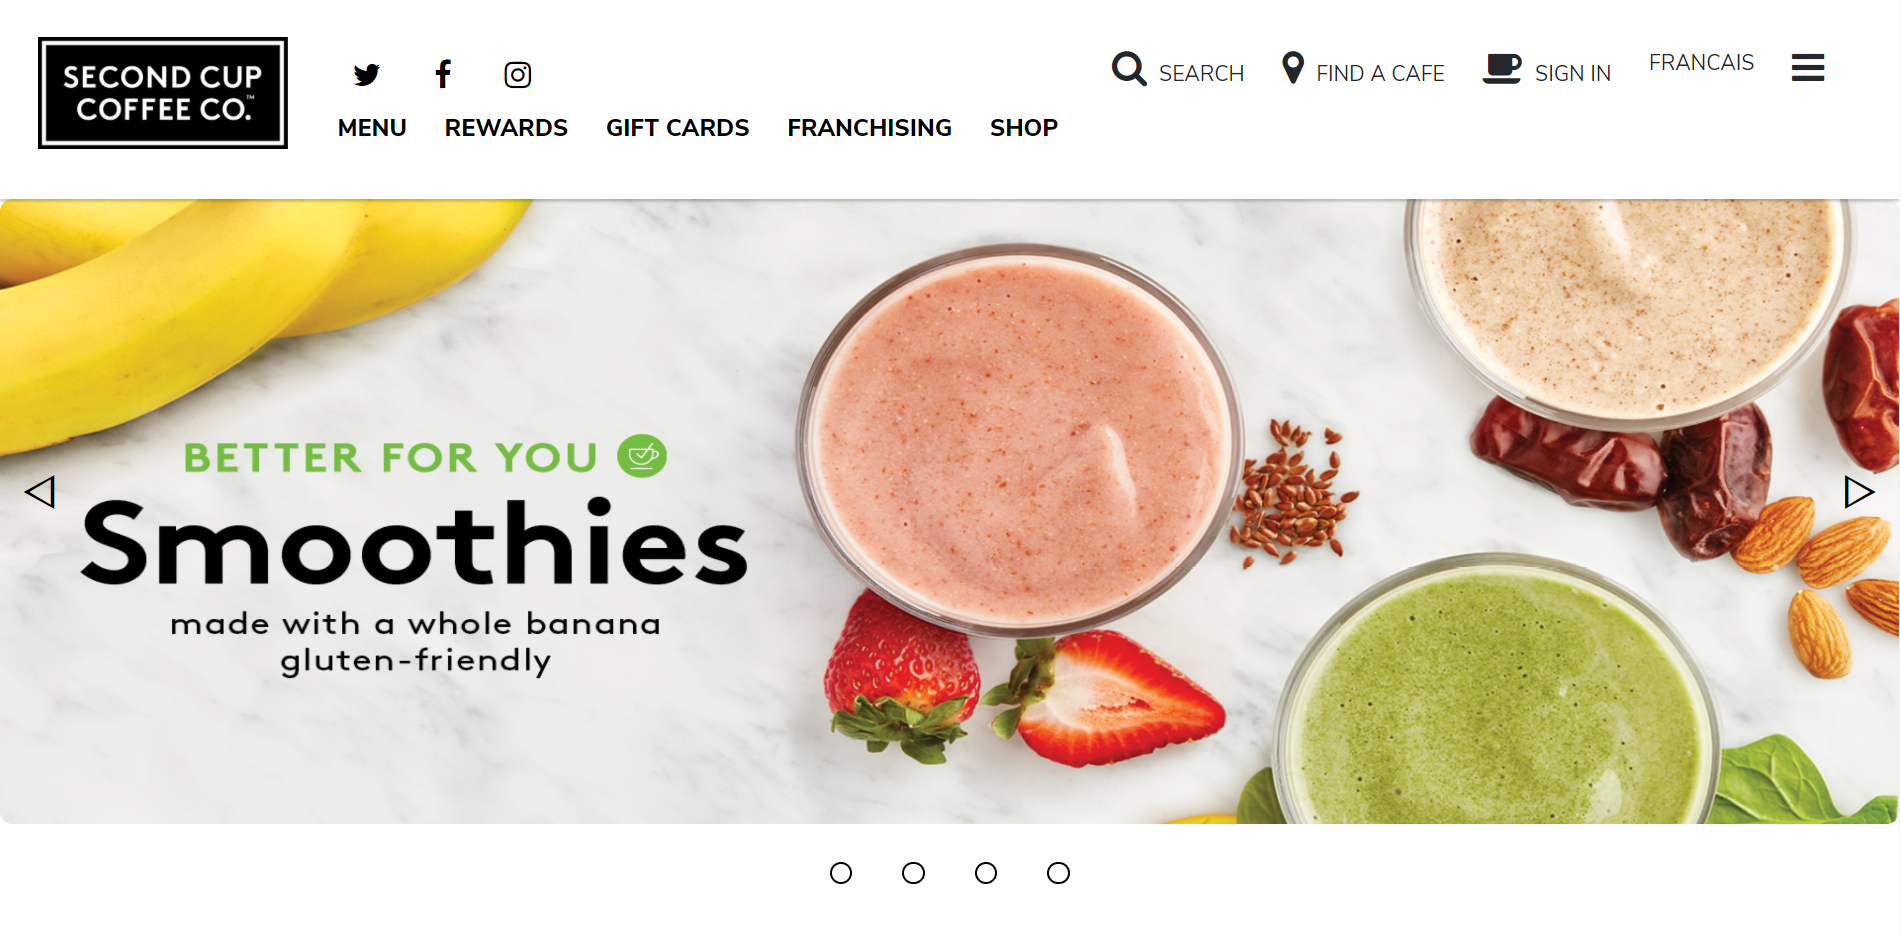 SECOND CUP
COFFEE CO.™
SEARCH
FIND A CAFE
SIGN IN
FRANCAIS
MENU
REWARDS
GIFT CARDS
FRANCHISING
SHOP
BETTER FOR YOU
Smoothies
made with a whole banana
gluten-friendly